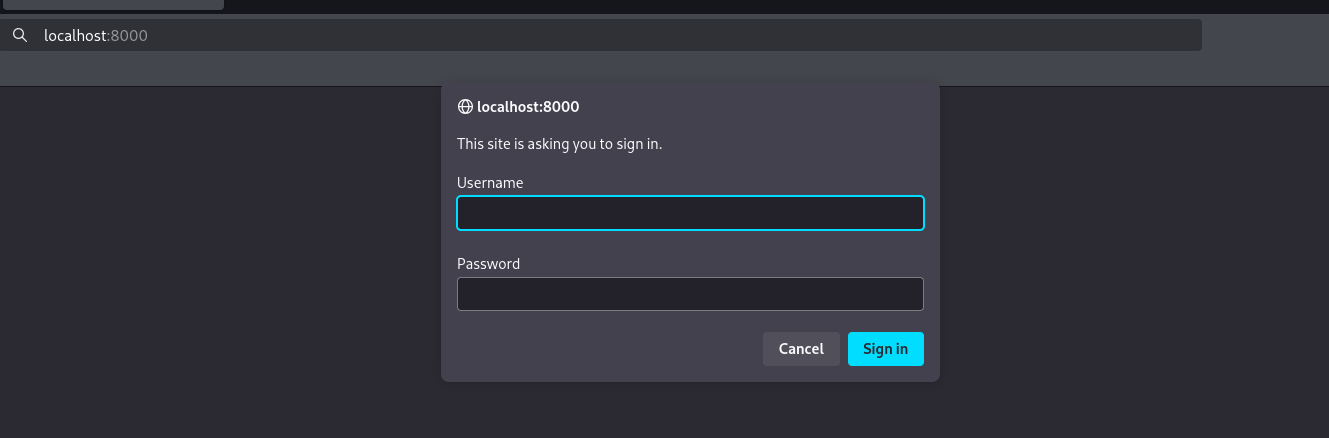 localhost:8000
localhost:8000
This site is asking you to sign in.
Username
Password
Cancel Sign in